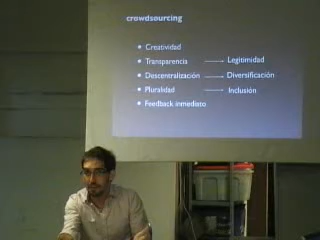 crowdsourcing
• Creatividad
• Transparencia → Legitimidad
• Descentralización → Diversificación
• Pluralidad → Inclusión
• Feedback inmediato